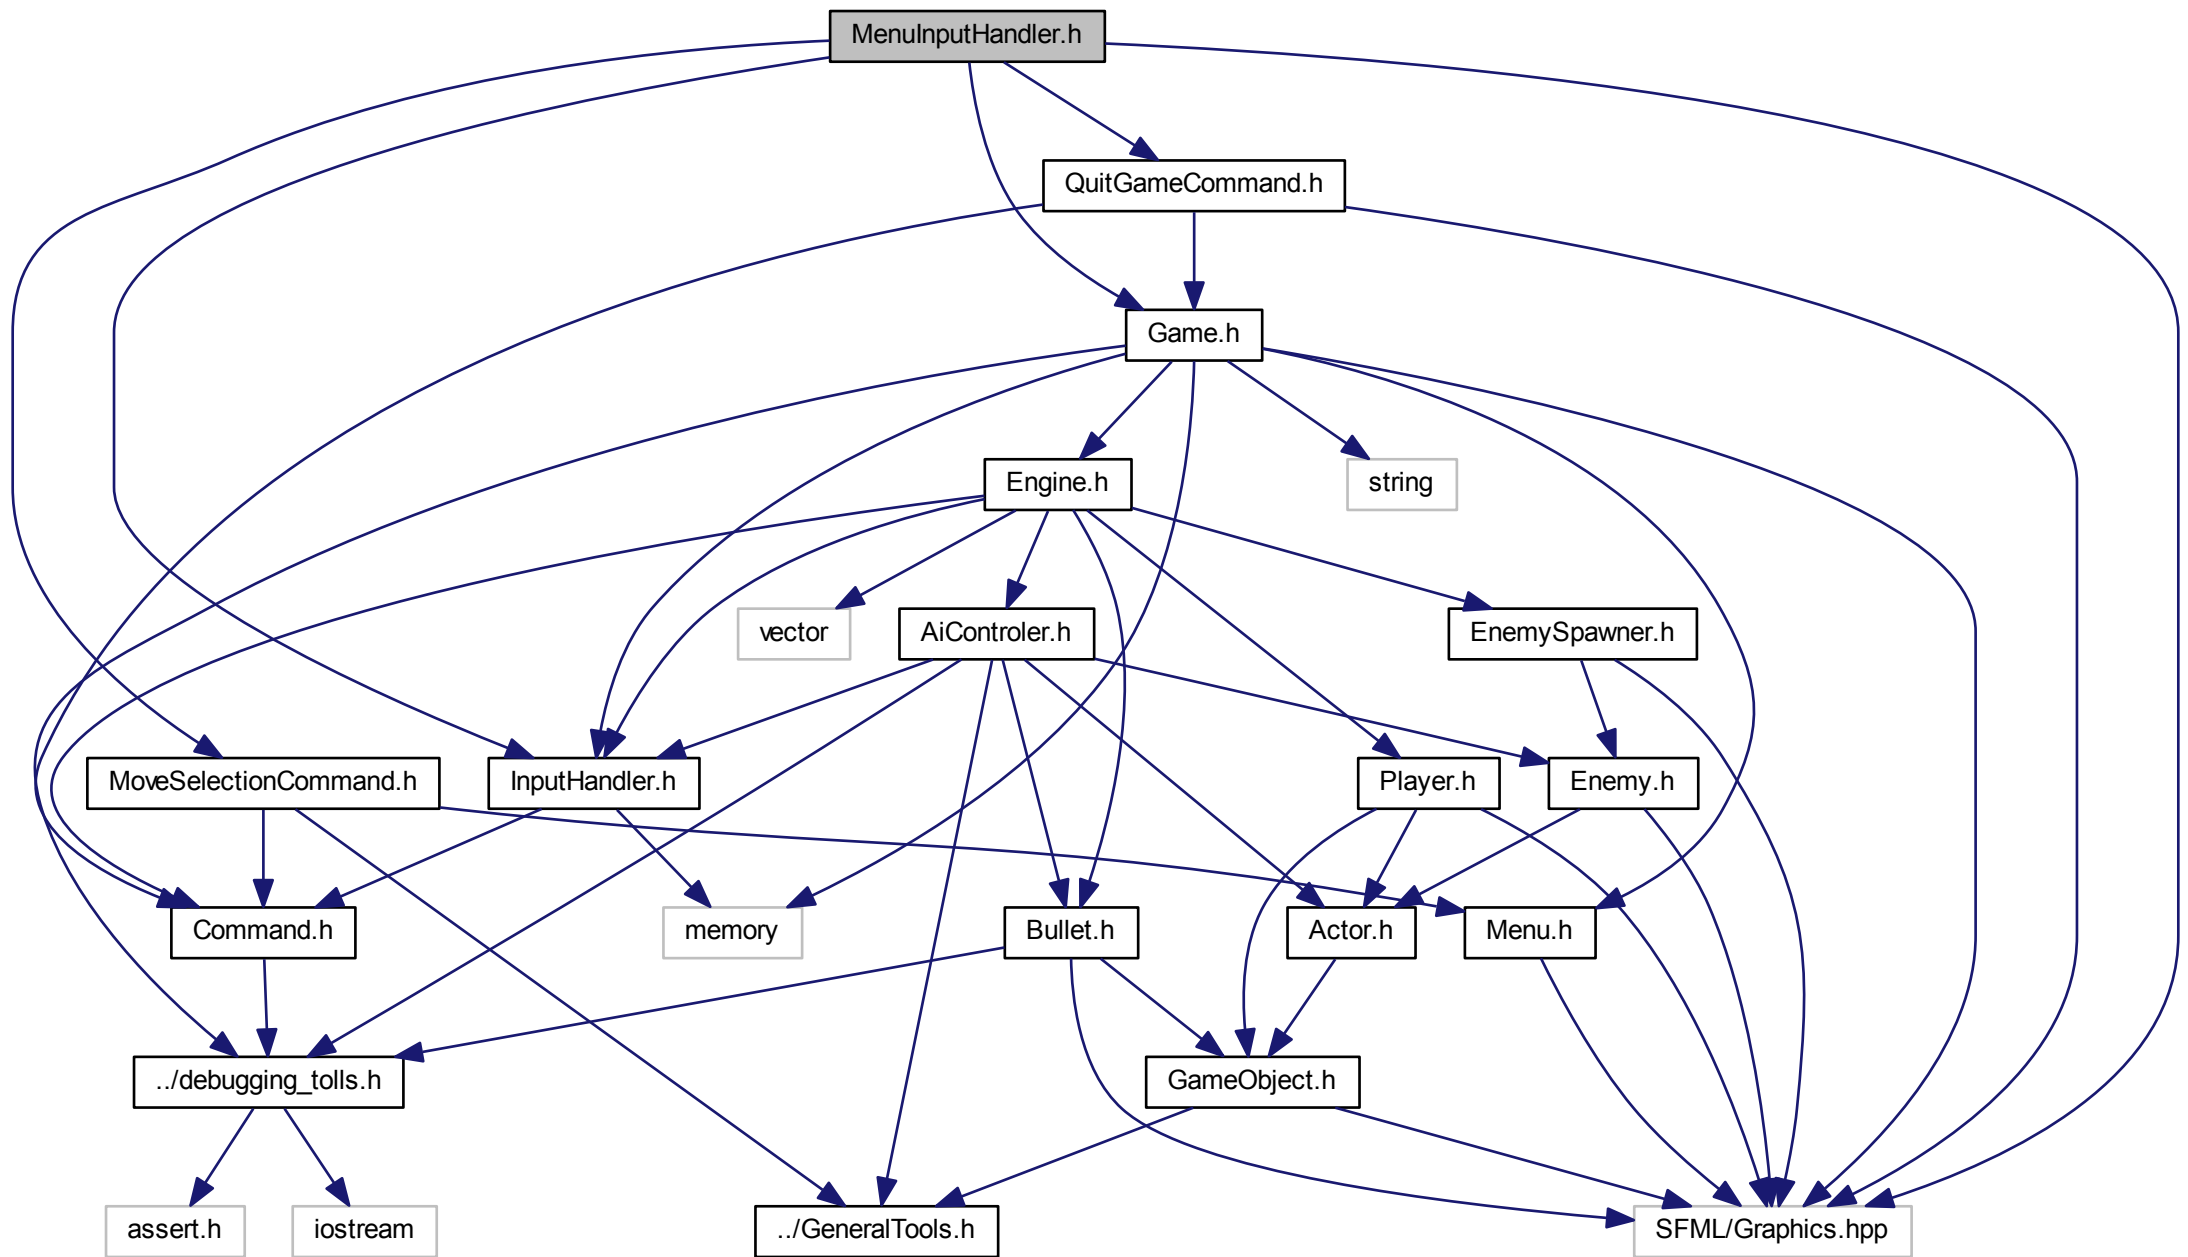 MenuInputHandler.h
QuitGameCommand.h
Game.h
Engine.h
string
vector
AiControler.h
EnemySpawner.h
MoveSelectionCommand.h
InputHandler.h
Player.h
Enemy.h
Command.h
memory
Bullet.h
Actor.h
Menu.h
../debugging_tolls.h
GameObject.h
assert.h
iostream
../GeneralTools.h
SFML/Graphics.hpp